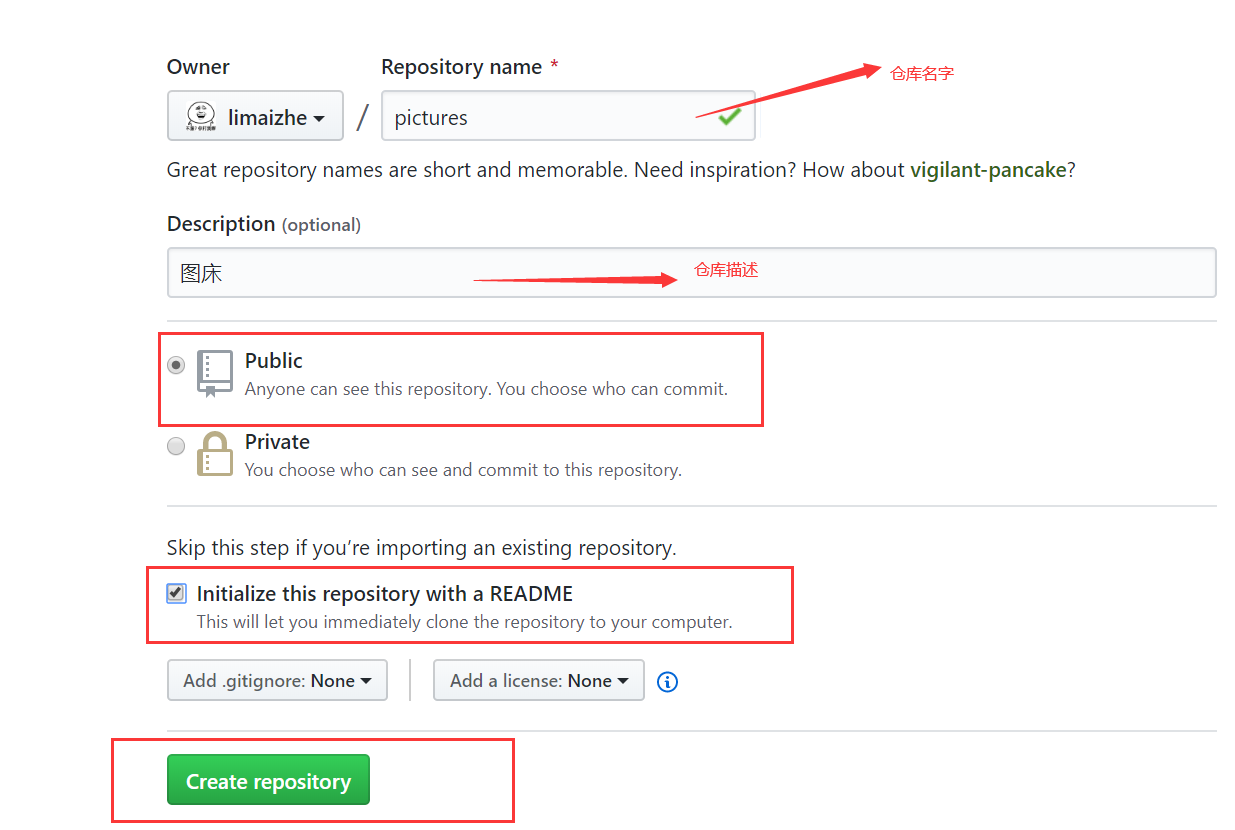 Owner
Repository name *
仓库名字
limaizhe
/
pictures
Great repository names are short and memorable. Need inspiration? How about vigilant-pancake?
Description (optional)
图床
仓库描述
Public
Anyone can see this repository. You choose who can commit.
Private
You choose who can see and commit to this repository.
Skip this step if you’re importing an existing repository.
Initialize this repository with a README
This will let you immediately clone the repository to your computer.
Add .gitignore: None
Add a license: None
Create repository